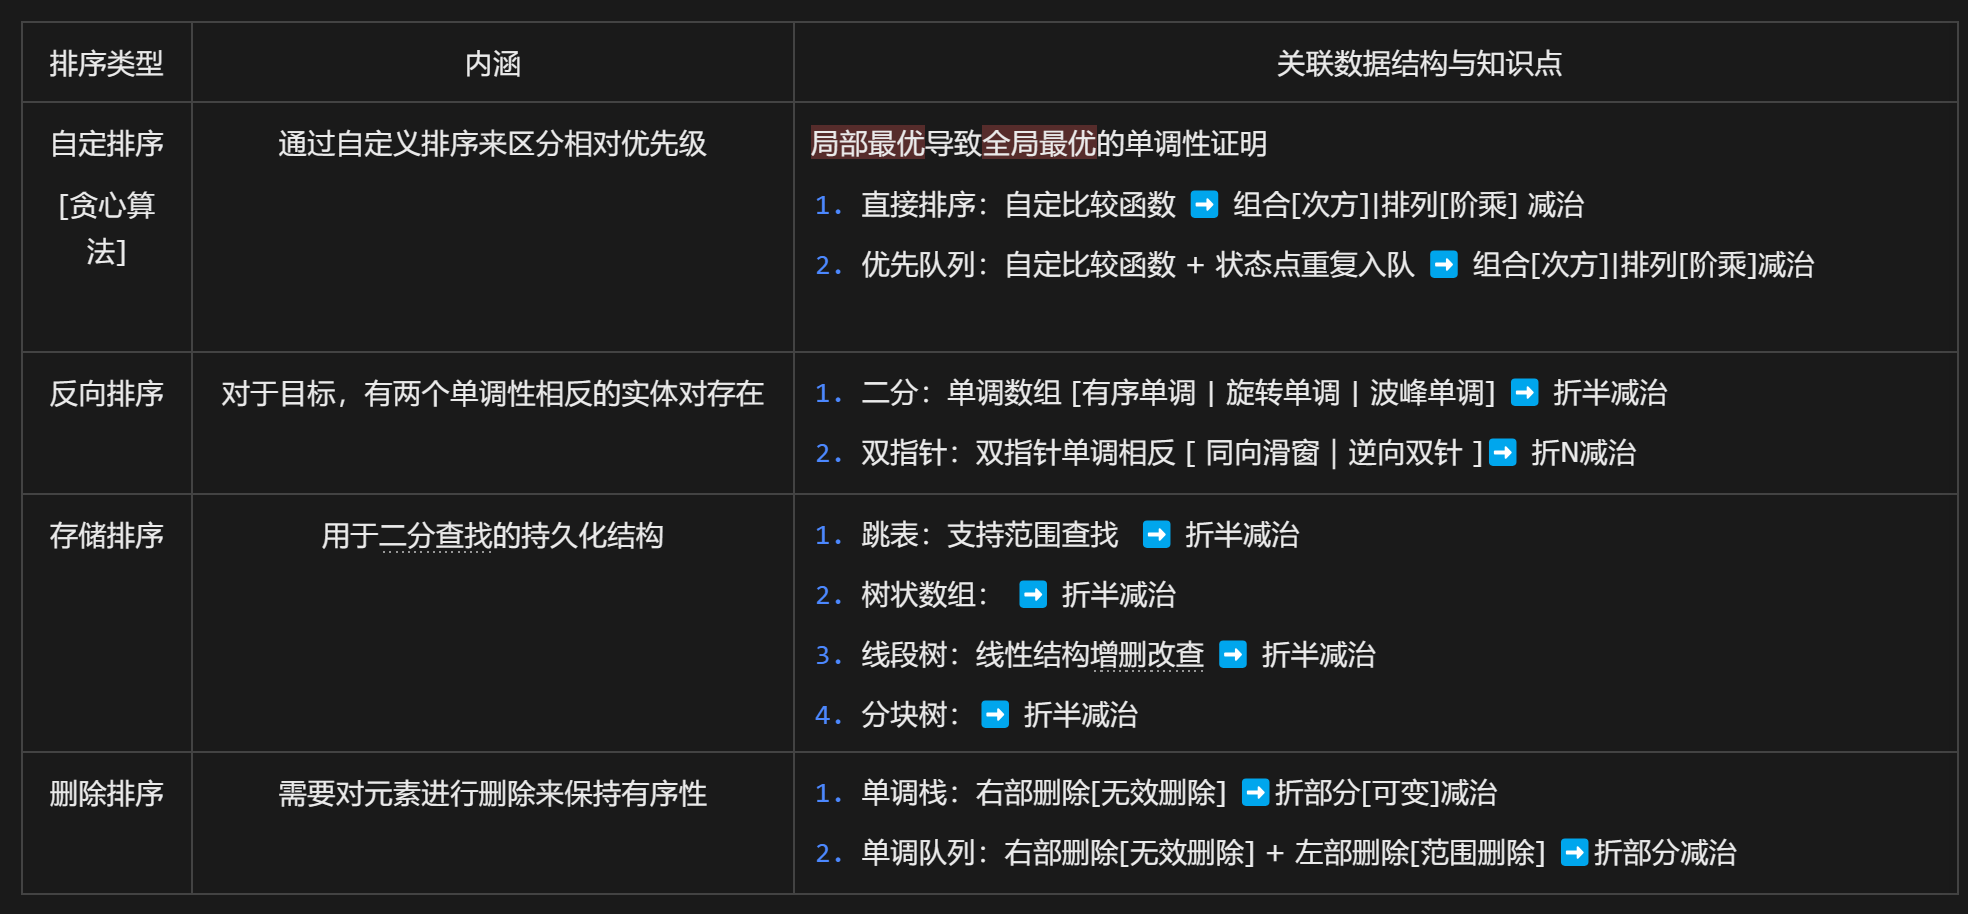 排序类型
内涵
关联数据结构与知识点
自定排序
[贪心算
法]
通过自定义排序来区分相对优先级
局部最优导致全局最优的单调性证明
1. 直接排序：自定比较函数 ➡ 组合[次方]|排列[阶乘] 减治
2. 优先队列：自定比较函数 + 状态点重复入队 ➡ 组合[次方]|排列[阶乘]减治
反向排序
对于目标，有两个单调性相反的实体对存在
1. 二分：单调数组 [有序单调 | 旋转单调 | 波峰单调] ➡ 折半减治
2. 双指针：双指针单调相反 [ 同向滑窗 | 逆向双针 ]➡ 折N减治
存储排序
用于二分查找的持久化结构
1. 跳表：支持范围查找 ➡ 折半减治
2. 树状数组： ➡ 折半减治
3. 线段树：线性结构增删改查 ➡ 折半减治
4. 分块树：➡ 折半减治
删除排序
需要对元素进行删除来保持有序性
1. 单调栈：右部删除[无效删除] ➡折部分[可变]减治
2. 单调队列：右部删除[无效删除] + 左部删除[范围删除] ➡折部分减治